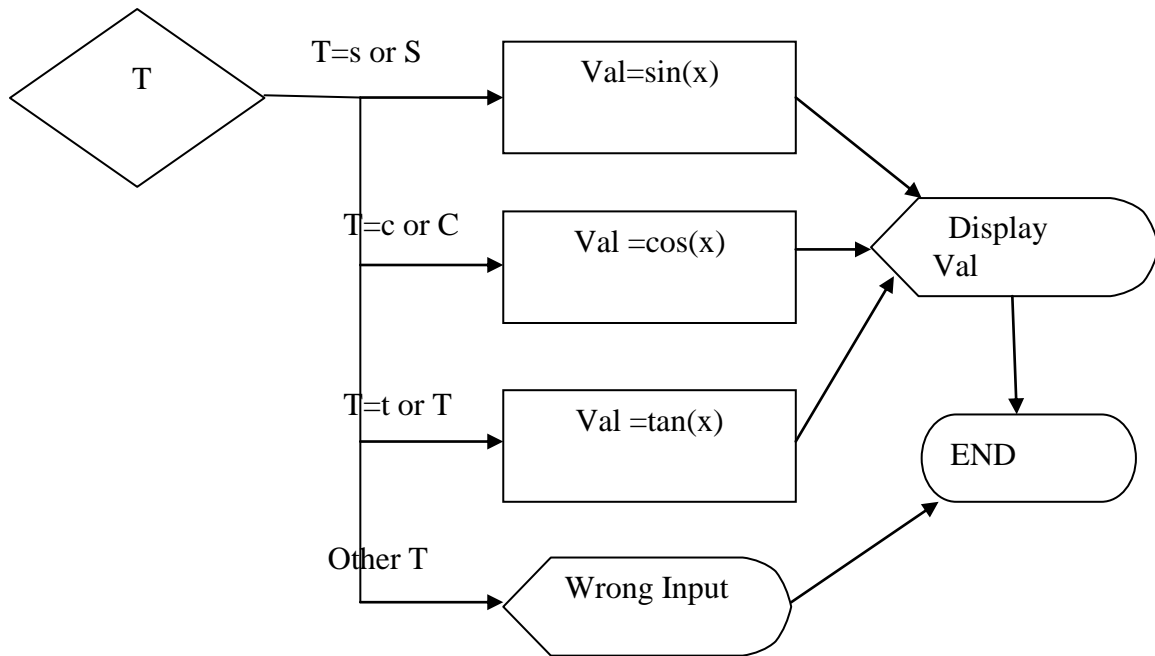 T
T=s or S
Val=sin(x)
T=c or C
Val =cos(x)
Display
Val
T=t or T
Val =tan(x)
END
Other T
Wrong Input